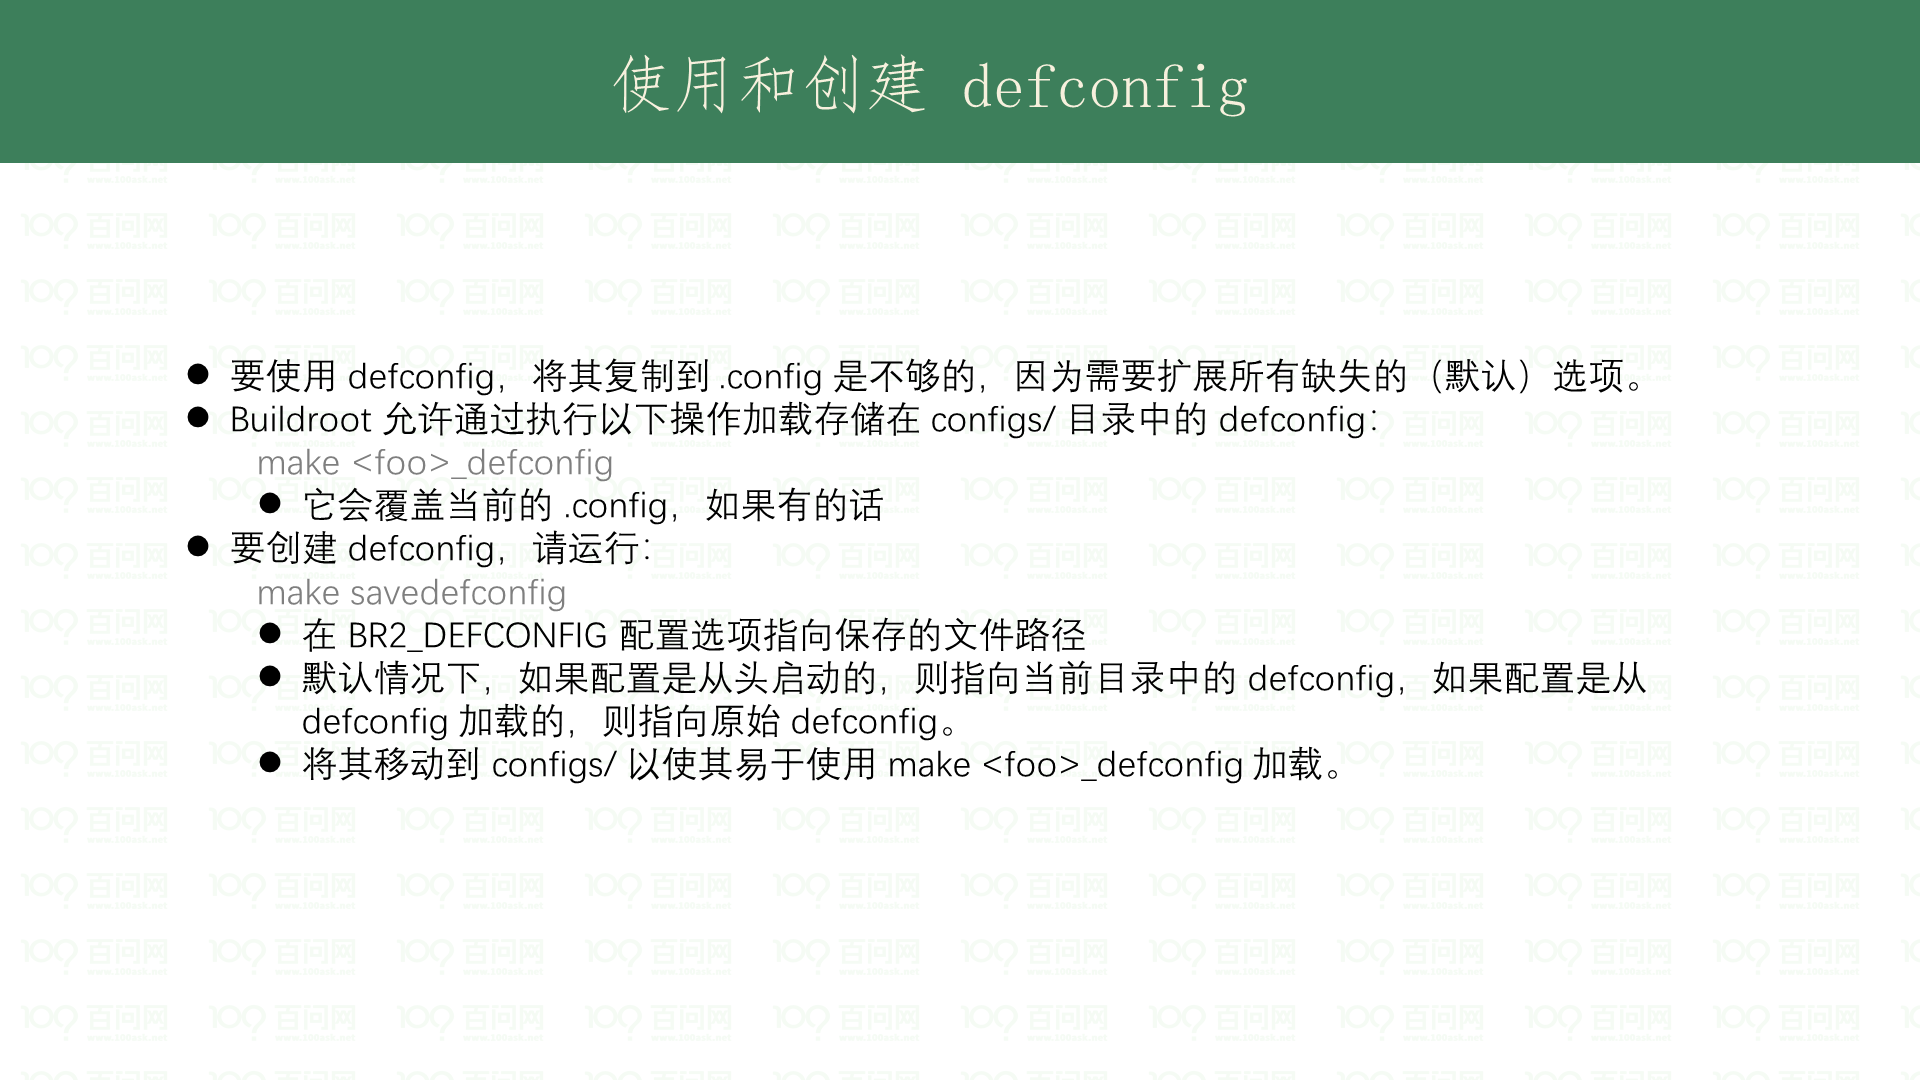 使用和创建 defconfig
● 要使用 defconfig，将其复制到 .config 是不够的，因为需要扩展所有缺失的（默认）选项。
● Buildroot 允许通过执行以下操作加载存储在 configs/ 目录中的 defconfig：
make <foo>_defconfig
● 它会覆盖当前的 .config，如果有的话
● 要创建 defconfig，请运行：
make savedefconfig
● 在 BR2_DEFCONFIG 配置选项指向保存的文件路径
● 默认情况下，如果配置是从头启动的，则指向当前目录中的 defconfig，如果配置是从
defconfig 加载的，则指向原始 defconfig。
● 将其移动到 configs/ 以使其易于使用 make <foo>_defconfig 加载。
百问网
www.100ask.net